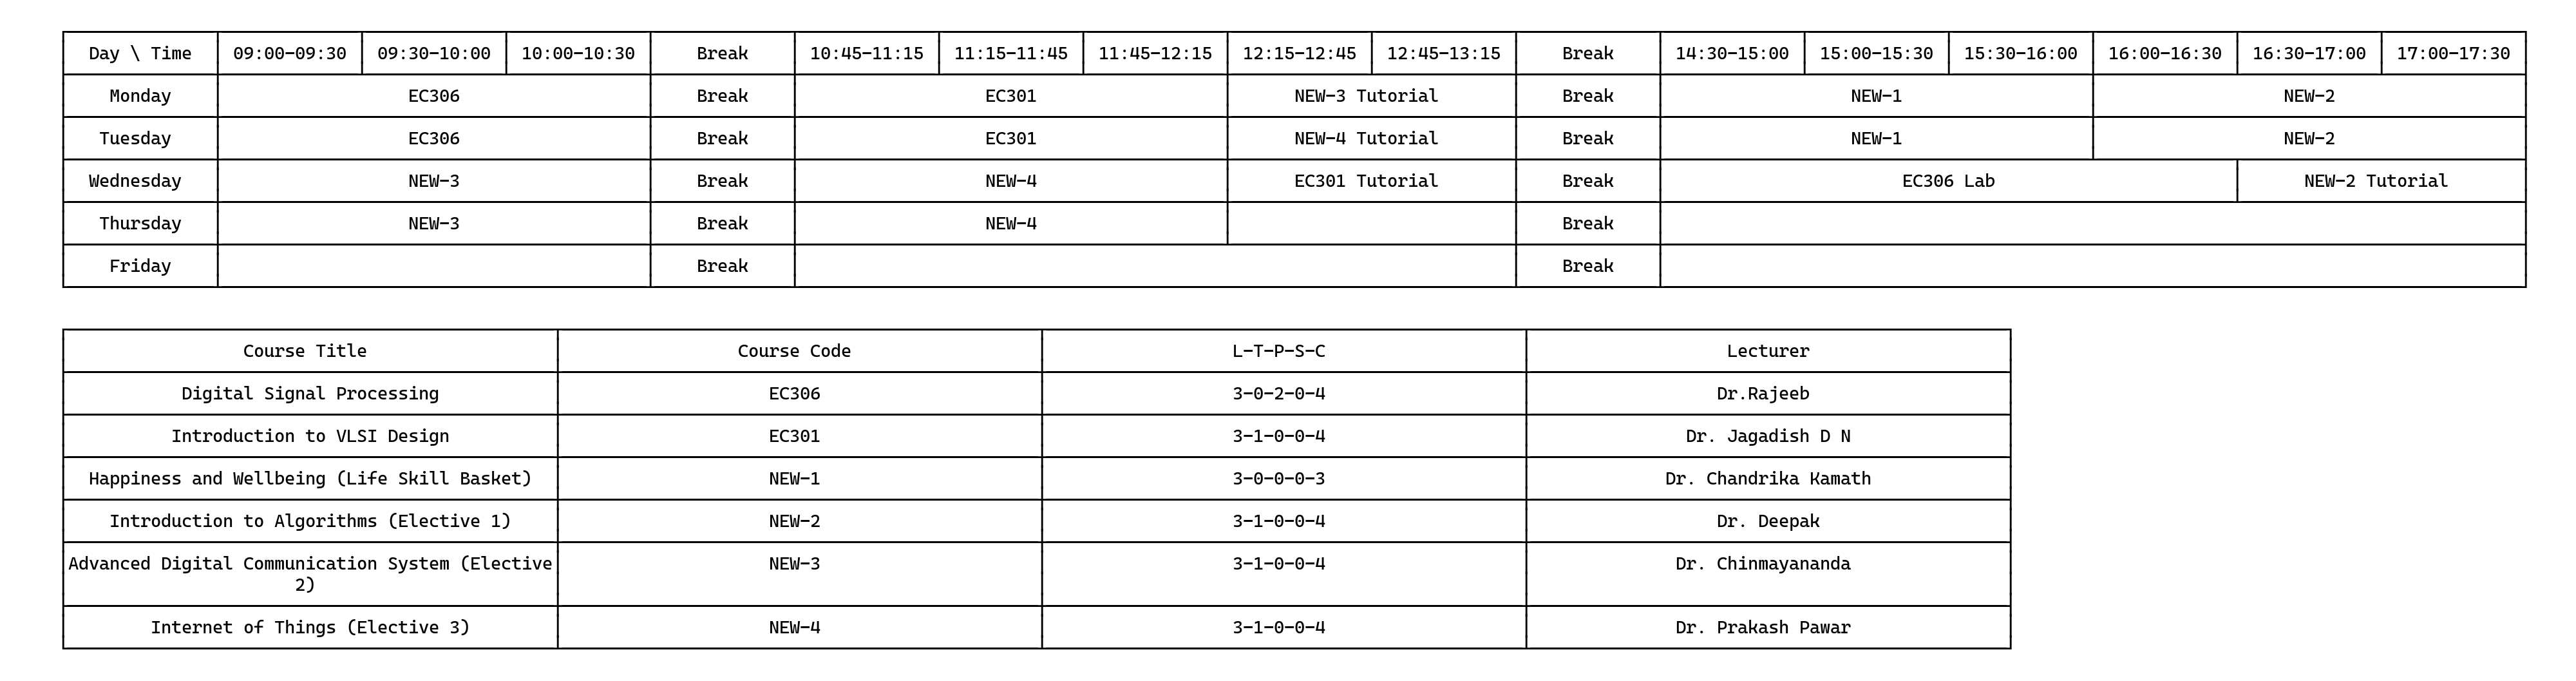 Day \ Time 09:00-09:30 09:30-10:00 10:00-10:30 Break 10:45-11:15 11:15-11:45 11:45-12:15 12:15-12:45 12:45-13:15 Break 14:30-15:00 15:00-15:30 15:30-16:00 16:00-16:30 16:30-17:00 17:00-17:30
Monday EC306 Break EC301 NEW-3 Tutorial Break NEW-1 NEW-2
Tuesday EC306 Break EC301 NEW-4 Tutorial Break NEW-1 NEW-2
Wednesday NEW-3 Break NEW-4 EC301 Tutorial Break EC306 Lab NEW-2 Tutorial
Thursday NEW-3 Break NEW-4 Break
Friday Break Break
Course Title Course Code L-T-P-S-C Lecturer
Digital Signal Processing EC306 3-0-2-0-4 Dr.Rajeeb
Introduction to VLSI Design EC301 3-1-0-0-4 Dr. Jagadish D N
Happiness and Wellbeing (Life Skill Basket) NEW-1 3-0-0-0-3 Dr. Chandrika Kamath
Introduction to Algorithms (Elective 1) NEW-2 3-1-0-0-4 Dr. Deepak
Advanced Digital Communication System (Elective NEW-3 3-1-0-0-4 Dr. Chinmayananda
2)
Internet of Things (Elective 3) NEW-4 3-1-0-0-4 Dr. Prakash Pawar